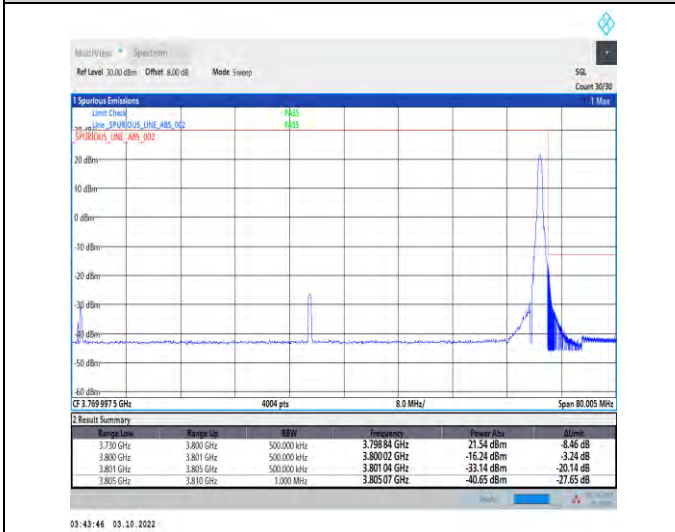 MultiView Spectrum
Ref Level 30.00 dBm Offset 8.00 dB Mode Sweep SGL
Count 30/30
1 Spurious Emissions 1 Max
Limit Check PASS
Line _SPURIOUS_LINE_ABS_002 PASS
_SPURIOUS_LINE_ABS_002
20 dBm
10 dBm
0 dBm
-10 dBm
-20 dBm
-30 dBm
-40 dBm
-50 dBm
-60 dBm
CF 3.769 997 5 GHz 4004 pts 8.0 MHz/ Span 80.005 MHz
2 Result Summary
Range Low Range Up RBW Frequency Power Abs ΔLimit
3.730 GHz 3.800 GHz 500.000 kHz 3.798 84 GHz 21.54 dBm -8.46 dB
3.800 GHz 3.801 GHz 500.000 kHz 3.800 02 GHz -16.24 dBm -3.24 dB
3.801 GHz 3.805 GHz 500.000 kHz 3.801 04 GHz -33.14 dBm -20.14 dB
3.805 GHz 3.810 GHz 1.000 MHz 3.805 07 GHz -40.65 dBm -27.65 dB
03:43:46 03.10.2022